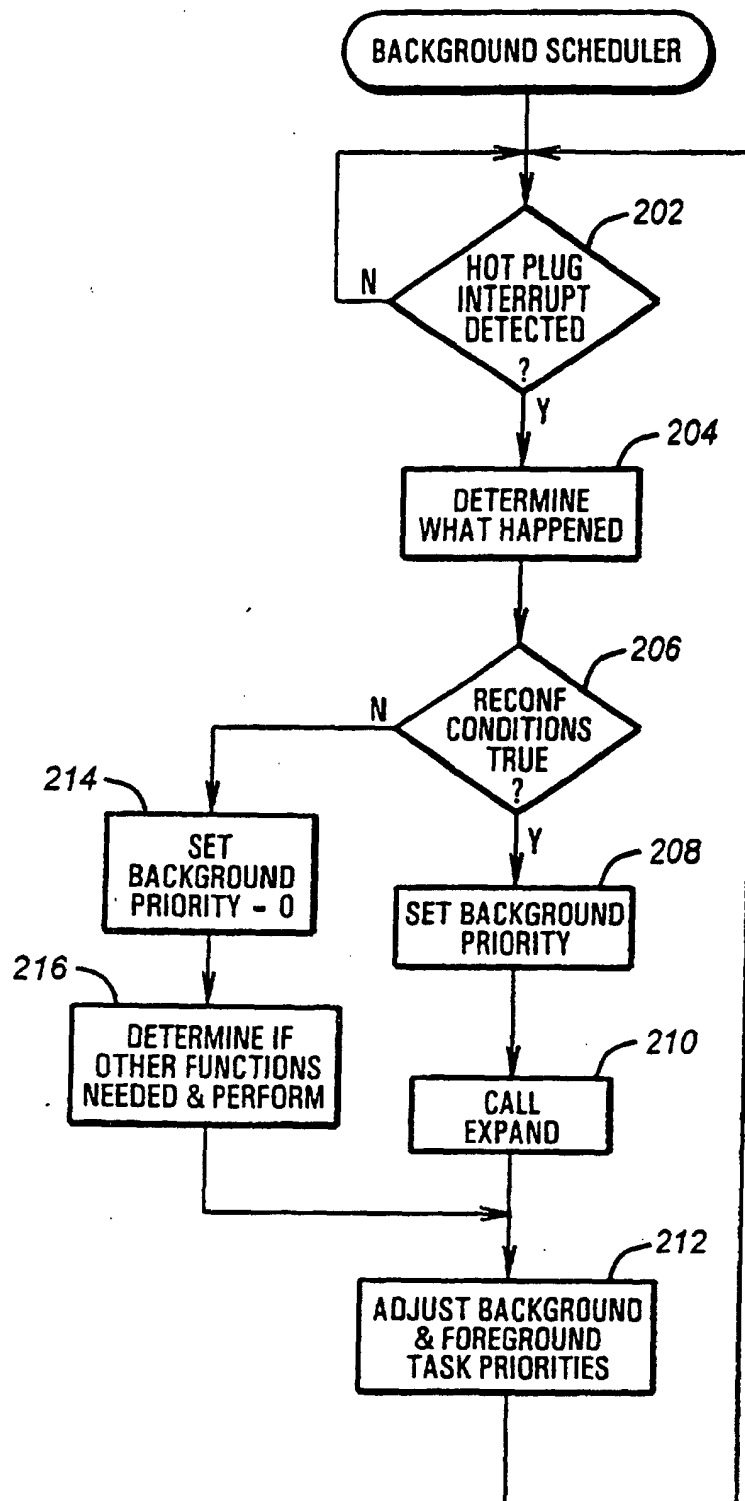 BACKGROUND SCHEDULER
202
HOT PLUG
INTERRUPT
DETECTED
?
N
Y
204
DETERMINE
WHAT HAPPENED
206
RECONF
CONDITIONS
TRUE
?
N
Y
214
SET
BACKGROUND
PRIORITY - 0
208
SET BACKGROUND
PRIORITY
216
DETERMINE IF
OTHER FUNCTIONS
NEEDED & PERFORM
210
CALL
EXPAND
212
ADJUST BACKGROUND
& FOREGROUND
TASK PRIORITIES